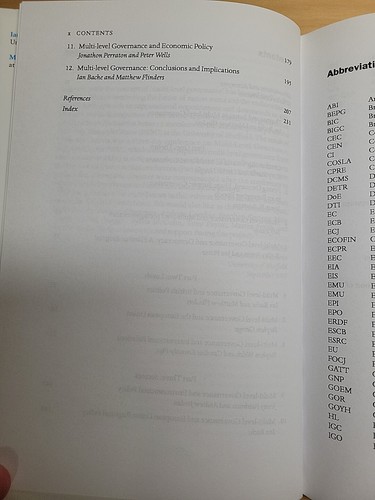 x CONTENTS
11. Multi-level Governance and Economic Policy 179
Jonathon Perraton and Peter Wells
12. Multi-level Governance: Conclusions and Implications 195
Ian Bache and Matthew Flinders
References 207
Index 231
Abbreviati
ABI
BEPG
BIC
BIGC
CEC
CEN
CI
COSLA
CPRE
DCMS
DETR
DoE
DTI
EC
ECB
ECJ
ECOFIN
ECPR
EEC
EIA
EIS
EMU
EMU
EPI
EPO
ERDF
ESCB
ESRC
EU
FOCJ
GATT
GNP
GOEM
GOR
GOYH
HL
IGC
IGO